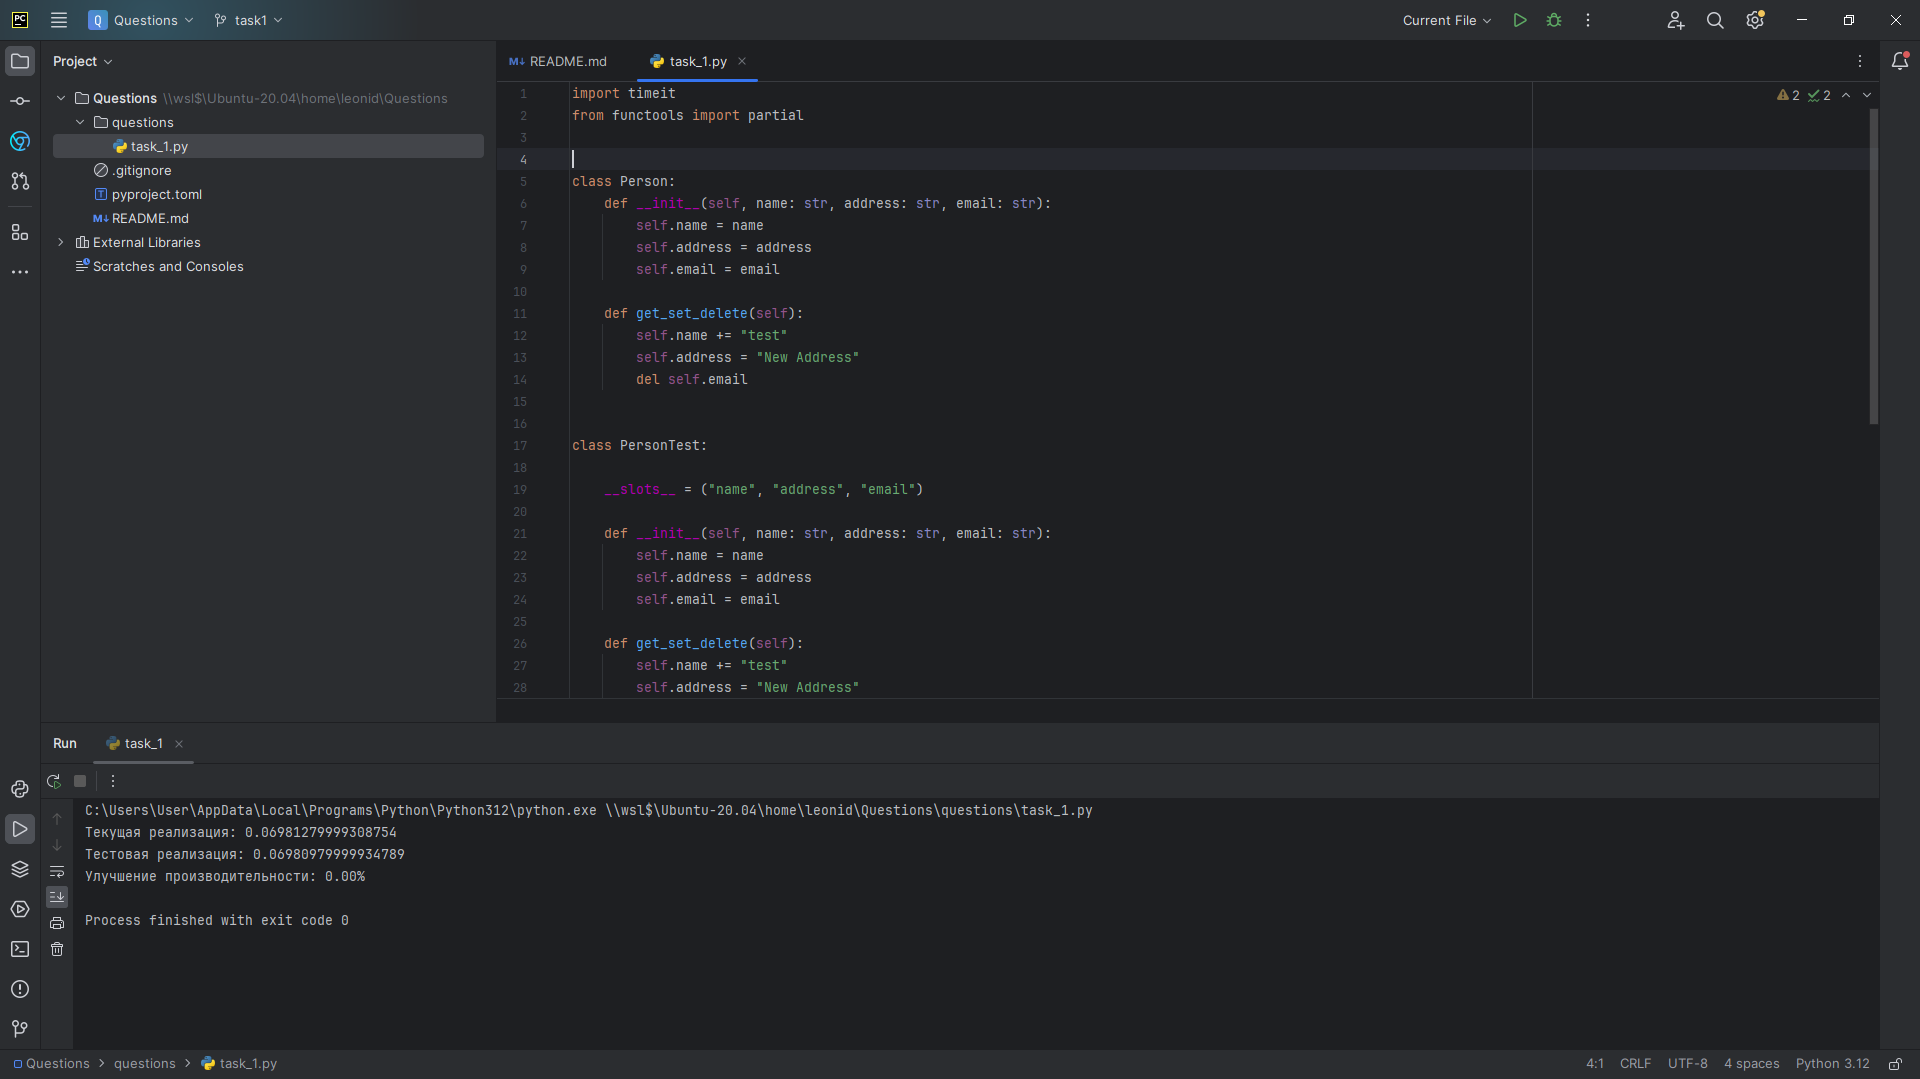 PC Q Questions task1 Current File
Project
Questions \\wsl$\Ubuntu-20.04\home\leonid\Questions
questions
task_1.py
.gitignore
pyproject.toml
README.md
External Libraries
Scratches and Consoles
README.md task_1.py
2 2
1 import timeit
2 from functools import partial
3
4
5 class Person:
6 def __init__(self, name: str, address: str, email: str):
7 self.name = name
8 self.address = address
9 self.email = email
10
11 def get_set_delete(self):
12 self.name += "test"
13 self.address = "New Address"
14 del self.email
15
16
17 class PersonTest:
18
19 __slots__ = ("name", "address", "email")
20
21 def __init__(self, name: str, address: str, email: str):
22 self.name = name
23 self.address = address
24 self.email = email
25
26 def get_set_delete(self):
27 self.name += "test"
28 self.address = "New Address"
Run task_1
C:\Users\User\AppData\Local\Programs\Python\Python312\python.exe \\wsl$\Ubuntu-20.04\home\leonid\Questions\questions\task_1.py
Текущая реализация: 0.06981279999308754
Тестовая реализация: 0.06980979999934789
Улучшение производительности: 0.00%
Process finished with exit code 0
Questions > questions > task_1.py 4:1 CRLF UTF-8 4 spaces Python 3.12